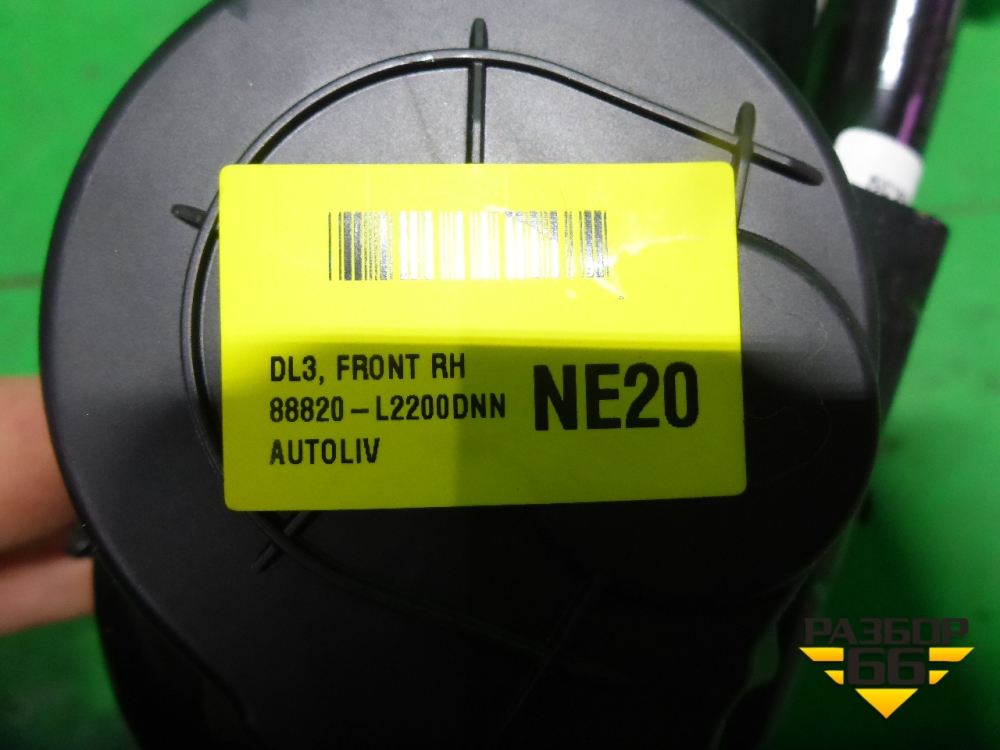 DL3, FRONT RH
88820-L2200DNN
NE20
AUTOLIV
РАЗБОР
66